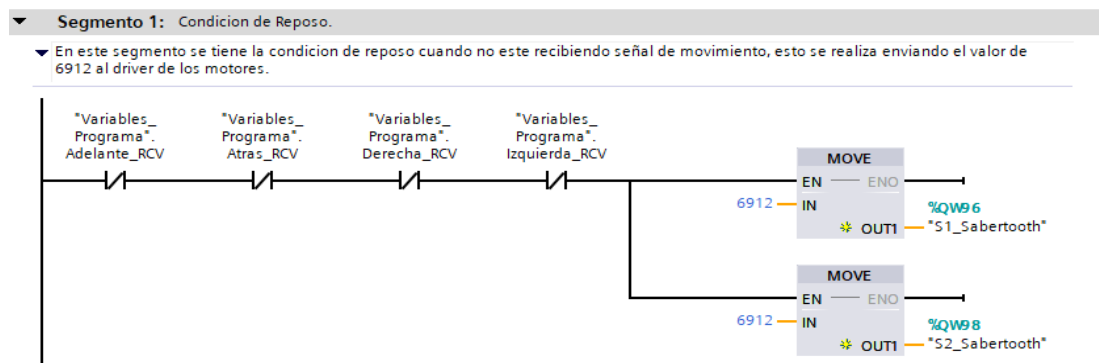 Segmento 1: Condicion de Reposo.
En este segmento se tiene la condicion de reposo cuando no este recibiendo señal de movimiento, esto se realiza enviando el valor de
6912 al driver de los motores.
"Variables_
Programa".
Adelante_RCV
"Variables_
Programa".
Atras_RCV
"Variables_
Programa".
Derecha_RCV
"Variables_
Programa".
Izquierda_RCV
MOVE
EN ENO
6912 IN
%QW96
OUT1 "S1_Sabertooth"
MOVE
EN ENO
6912 IN
%QW98
OUT1 "S2_Sabertooth"